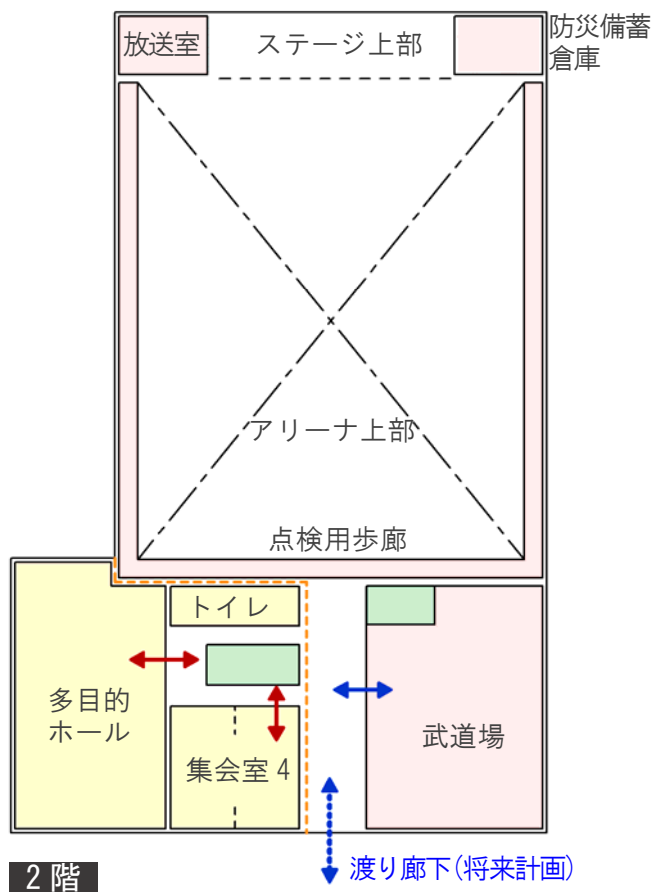 放送室
ステージ上部
防災備蓄
倉庫
アリーナ上部
点検用歩廊
トイレ
多目的
ホール
集会室4
武道場
渡り廊下(将来計画)
2階